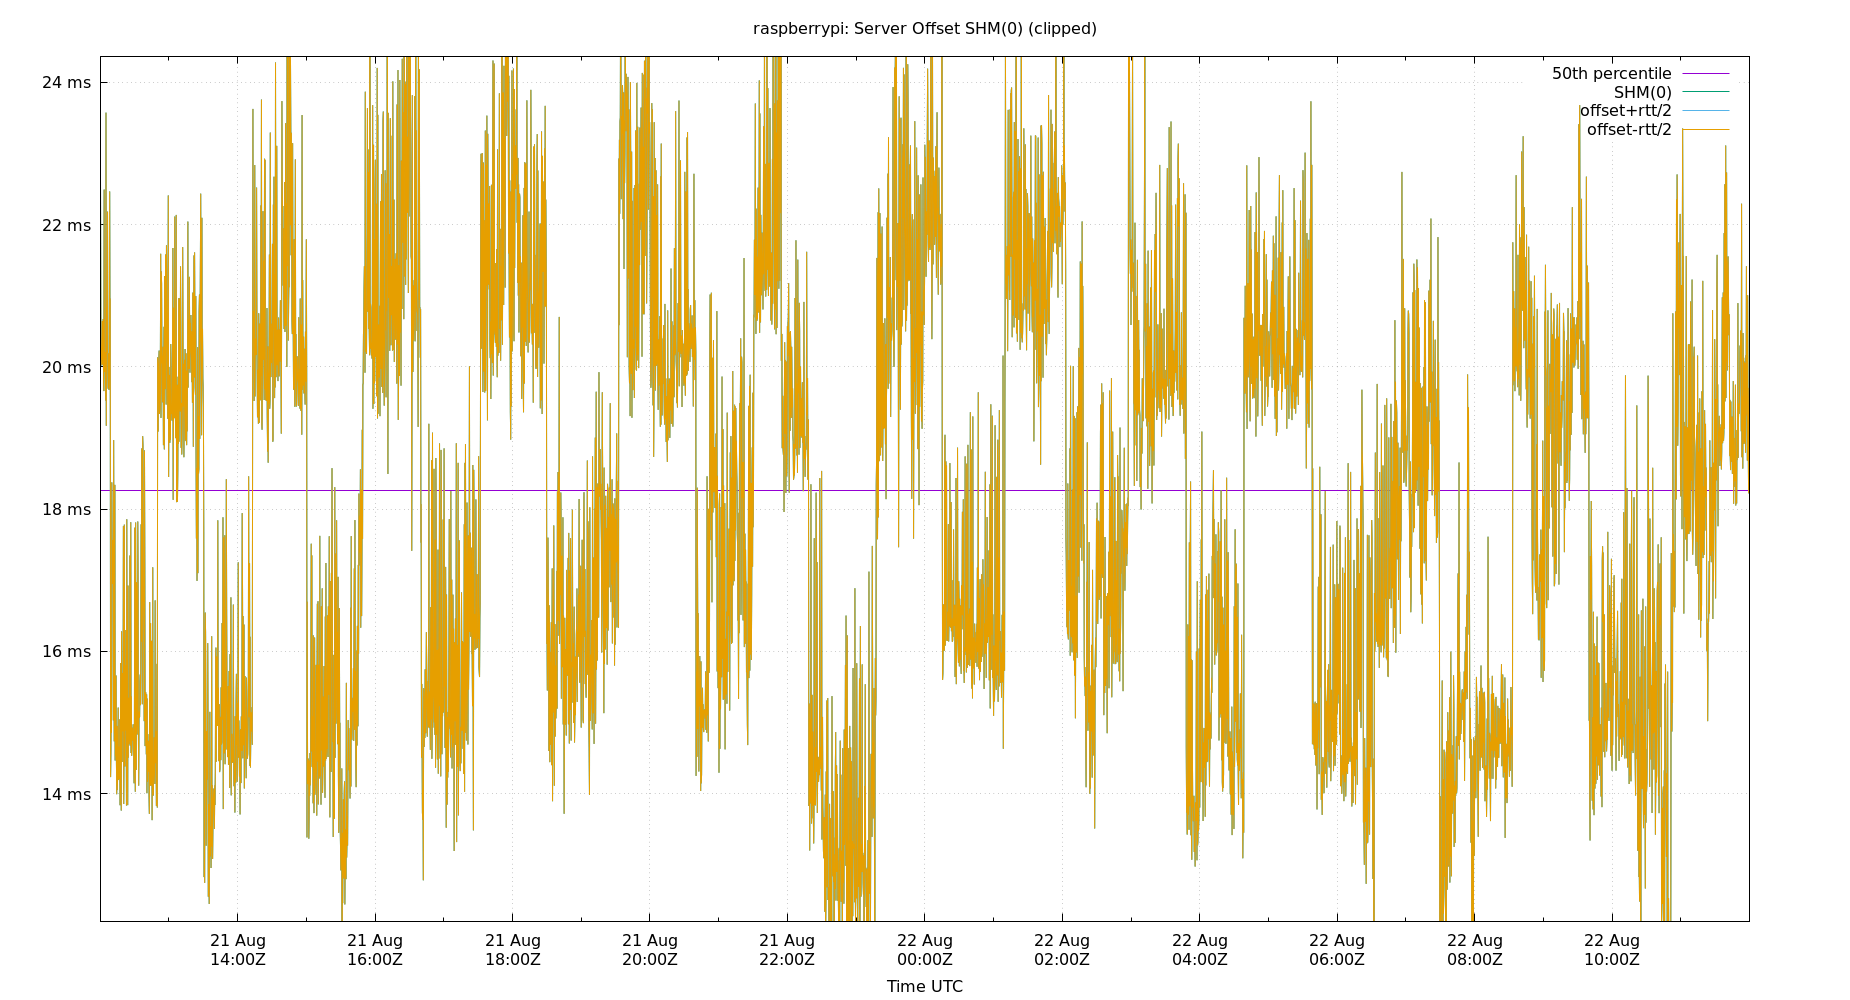 raspberrypi: Server Offset SHM(0) (clipped)
50th percentile
SHM(0)
offset+rtt/2
offset-rtt/2
24 ms
22 ms
20 ms
18 ms
16 ms
14 ms
21 Aug 21 Aug 21 Aug 21 Aug 21 Aug 22 Aug 22 Aug 22 Aug 22 Aug 22 Aug 22 Aug
14:00Z 16:00Z 18:00Z 20:00Z 22:00Z 00:00Z 02:00Z 04:00Z 06:00Z 08:00Z 10:00Z
Time UTC